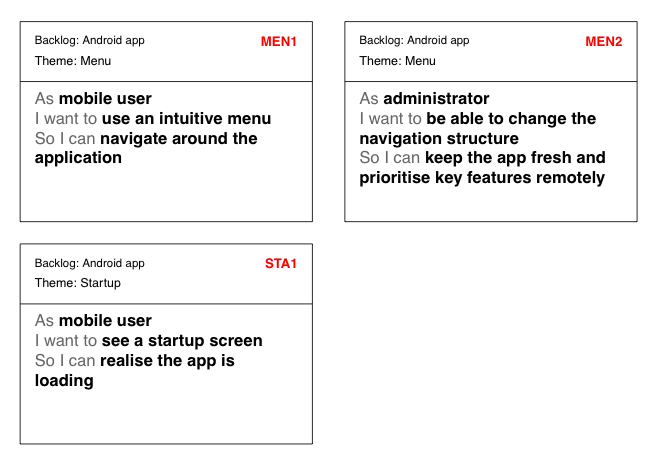 Backlog: Android app
MEN1
Theme: Menu
As mobile user
I want to use an intuitive menu
So I can navigate around the
application
Backlog: Android app
MEN2
Theme: Menu
As administrator
I want to be able to change the
navigation structure
So I can keep the app fresh and
prioritise key features remotely
Backlog: Android app
STA1
Theme: Startup
As mobile user
I want to see a startup screen
So I can realise the app is
loading